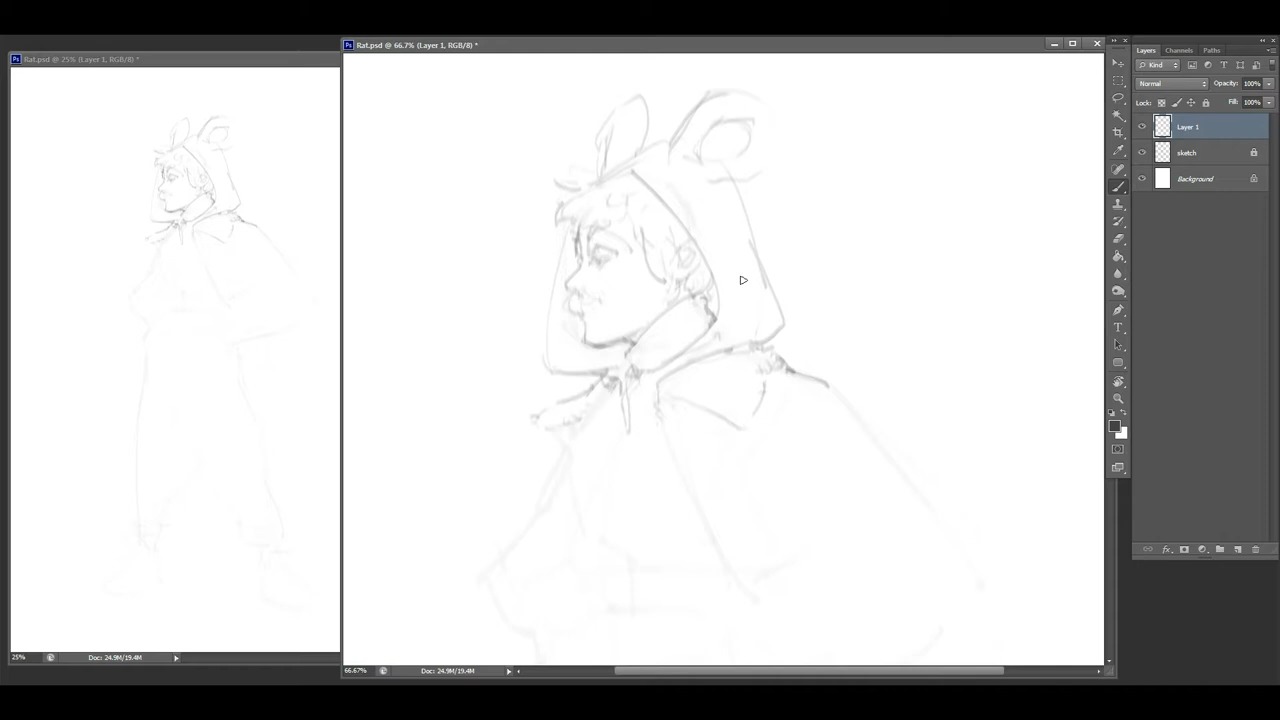 Rat.psd @ 66.7% (Layer 1, RGB/8) *
Rat.psd @ 25% (Layer 1, RGB/8) *
Layers Channels Paths
Kind
Normal Opacity: 100%
Lock: Fill: 100%
Layer 1
sketch
Background
25% Doc: 24.9M/19.4M
66.67% Doc: 24.9M/19.4M